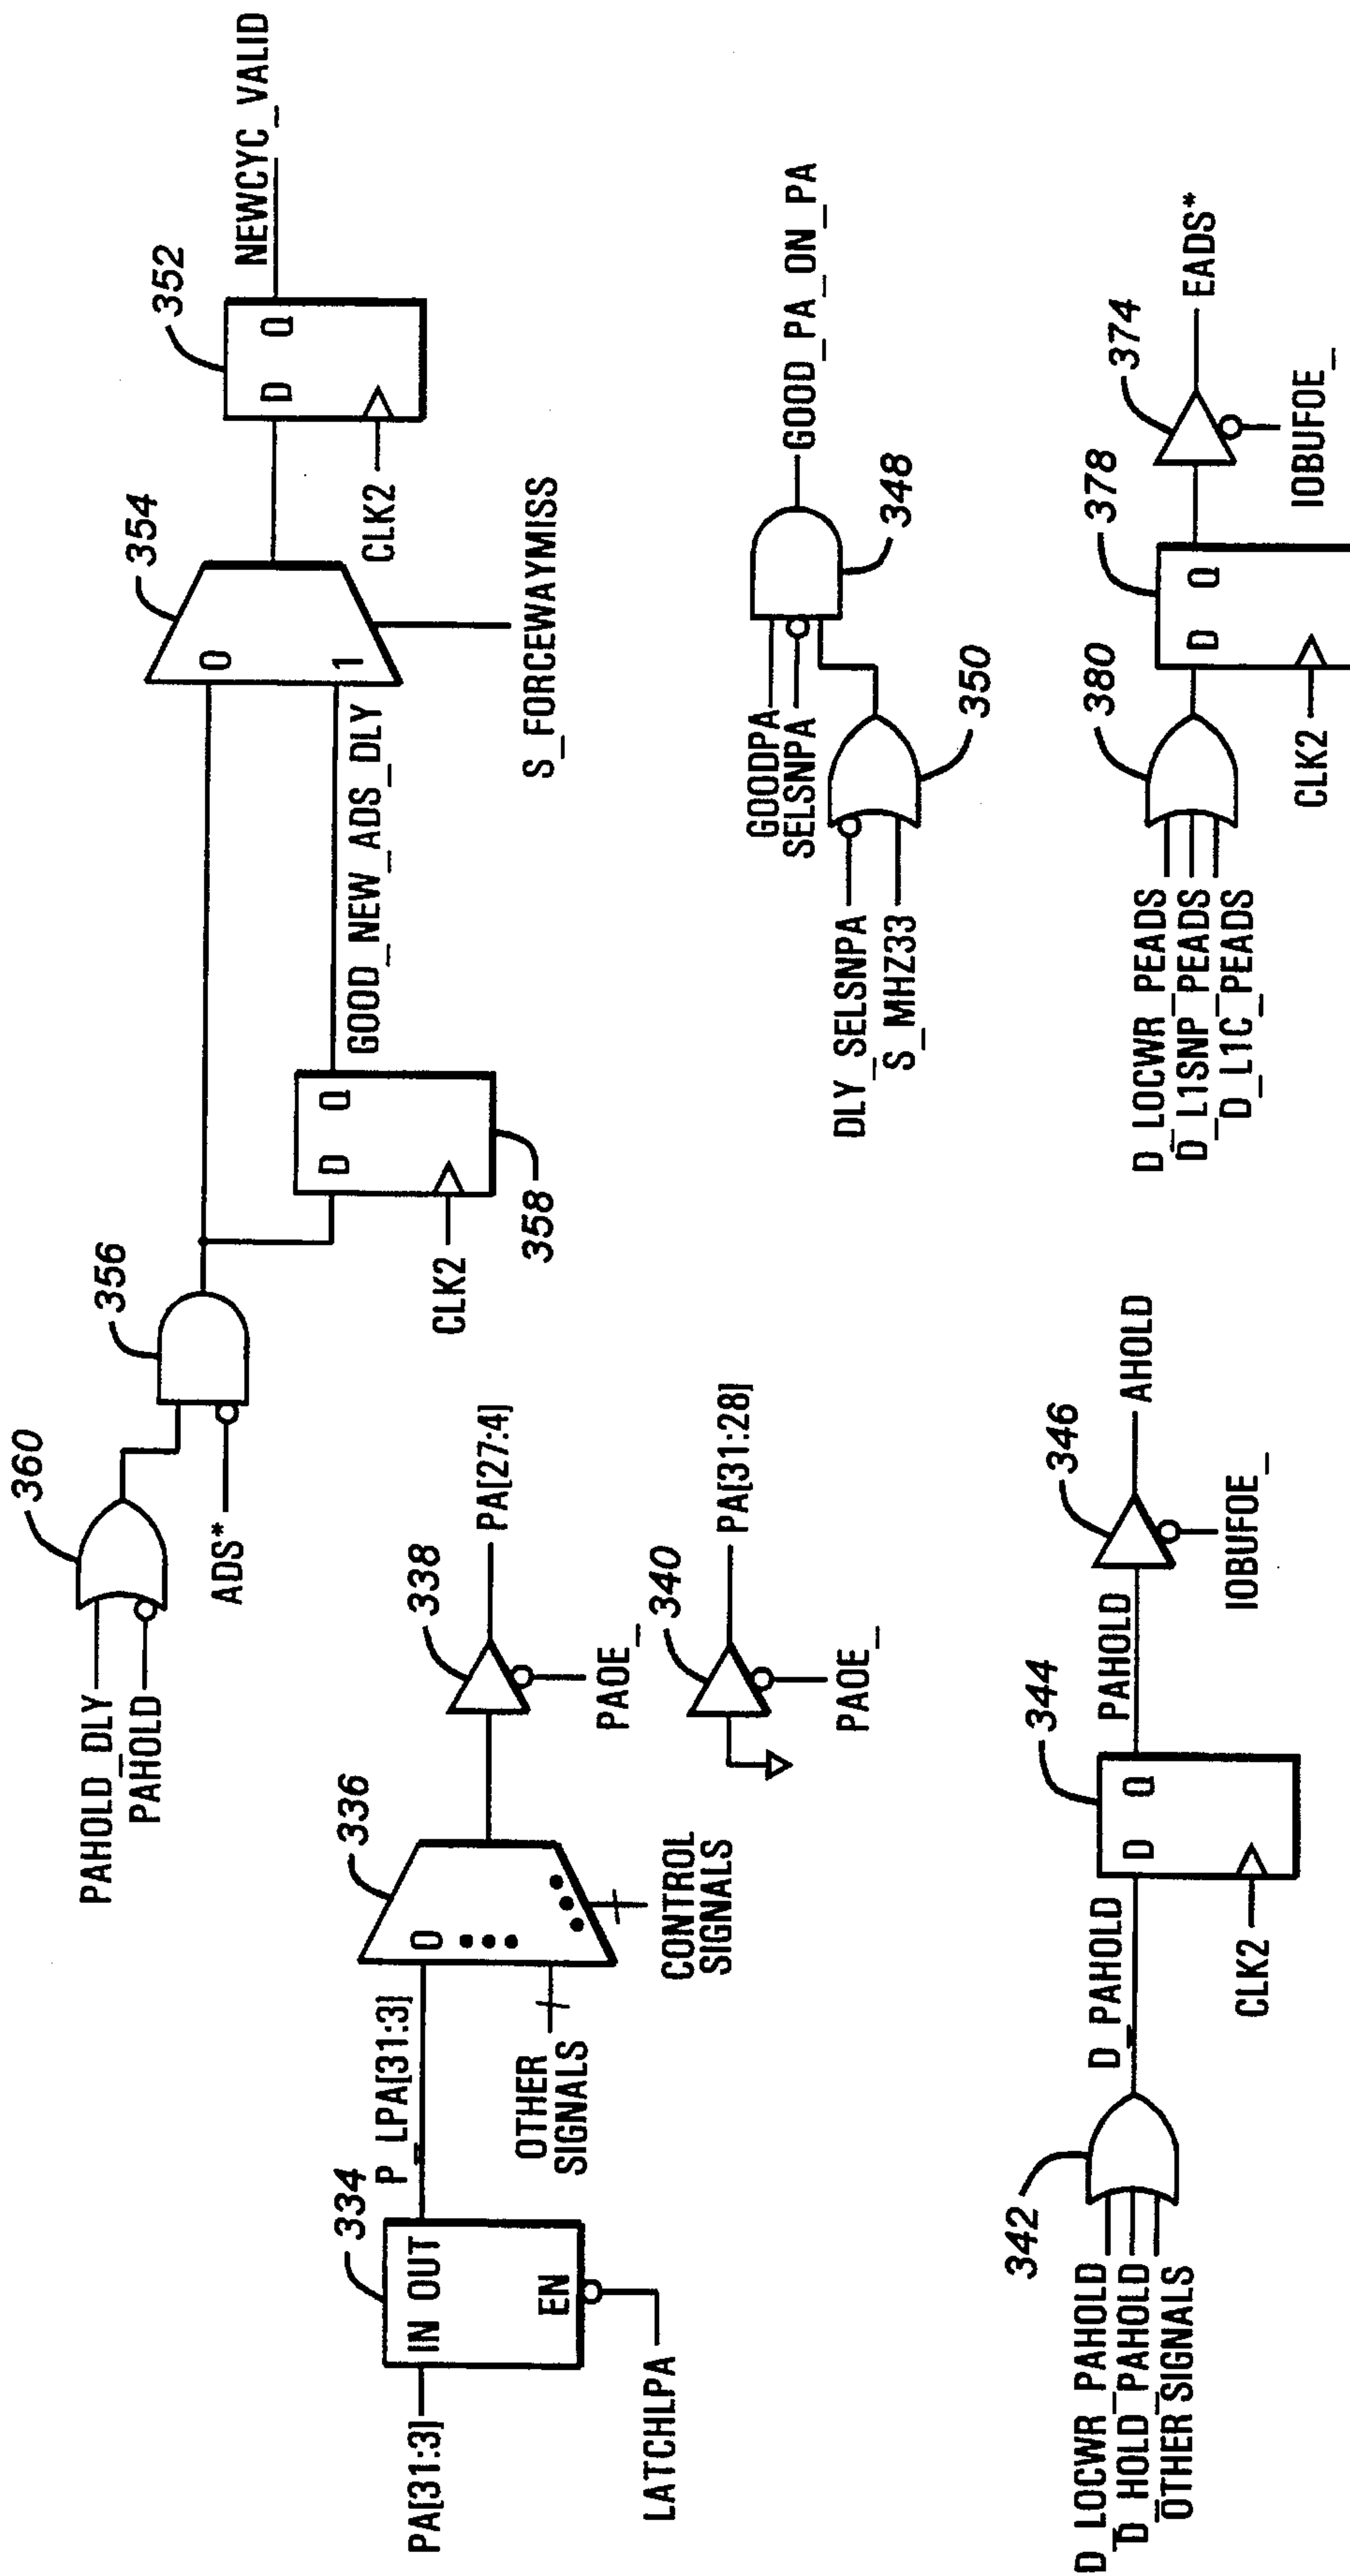 360
PAHOLD_DLY
PAHOLD
ADS*
356
CLK2
D Q
358
GOOD_NEW_ADS_DLY
354
0
1
S_FORCEWAYMISS
352
D Q
CLK2
NEWCYC_VALID
PA[31:3]
334
IN OUT
EN
LATCHLPA
P_LPA[31:3]
OTHER
SIGNALS
336
0
CONTROL
SIGNALS
338
PA[27:4]
PAOE_
340
PA[31:28]
PAOE_
GOODPA
SELSNPA
DLY_SELSNPA
S_MHZ33
350
348
GOOD_PA_ON_PA
D_LOCWR_PAHOLD
D_HOLD_PAHOLD
OTHER SIGNALS
342
D_PAHOLD
344
D Q
CLK2
PAHOLD
346
AHOLD
IOBUFOE_
D_LOCWR_PEADS
D_L1SNP_PEADS
D_L1C_PEADS
380
378
D Q
CLK2
374
EADS*
IOBUFOE_